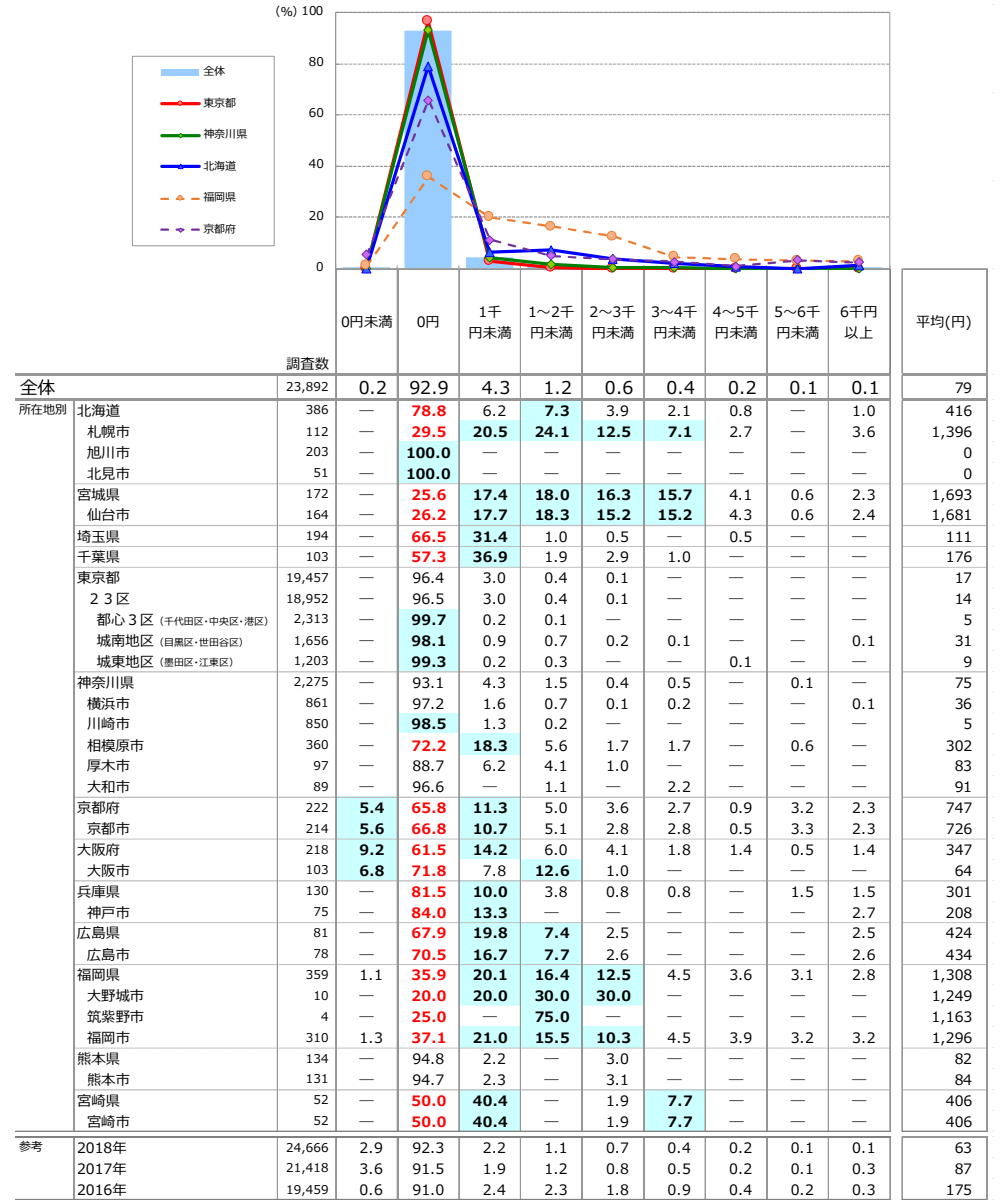 (%) 100
80
60
40
20
0
全体
東京都
神奈川県
北海道
福岡県
京都府
調査数 0円未満 0円 1千円未満 1～2千円未満 2～3千円未満 3～4千円未満 4～5千円未満 5～6千円未満 6千円以上 平均(円)
全体 23,892 0.2 92.9 4.3 1.2 0.6 0.4 0.2 0.1 0.1 79
所在地別 北海道 386 — 78.8 6.2 7.3 3.9 2.1 0.8 — 1.0 416
札幌市 112 — 29.5 20.5 24.1 12.5 7.1 2.7 — 3.6 1,396
旭川市 203 — 100.0 — — — — — — — 0
北見市 51 — 100.0 — — — — — — — 0
宮城県 172 — 25.6 17.4 18.0 16.3 15.7 4.1 0.6 2.3 1,693
仙台市 164 — 26.2 17.7 18.3 15.2 15.2 4.3 0.6 2.4 1,681
埼玉県 194 — 66.5 31.4 1.0 0.5 — 0.5 — — 111
千葉県 103 — 57.3 36.9 1.9 2.9 1.0 — — — 176
東京都 19,457 — 96.4 3.0 0.4 0.1 — — — — 17
２３区 18,952 — 96.5 3.0 0.4 0.1 — — — — 14
都心３区（千代田区・中央区・港区） 2,313 — 99.7 0.2 0.1 — — — — — 5
城南地区（目黒区・世田谷区） 1,656 — 98.1 0.9 0.7 0.2 0.1 — — 0.1 31
城東地区（墨田区・江東区） 1,203 — 99.3 0.2 0.3 — — 0.1 — — 9
神奈川県 2,275 — 93.1 4.3 1.5 0.4 0.5 — 0.1 — 75
横浜市 861 — 97.2 1.6 0.7 0.1 0.2 — — 0.1 36
川崎市 850 — 98.5 1.3 0.2 — — — — — 5
相模原市 360 — 72.2 18.3 5.6 1.7 1.7 — 0.6 — 302
厚木市 97 — 88.7 6.2 4.1 1.0 — — — — 83
大和市 89 — 96.6 — 1.1 — 2.2 — — — 91
京都府 222 5.4 65.8 11.3 5.0 3.6 2.7 0.9 3.2 2.3 747
京都市 214 5.6 66.8 10.7 5.1 2.8 2.8 0.5 3.3 2.3 726
大阪府 218 9.2 61.5 14.2 6.0 4.1 1.8 1.4 0.5 1.4 347
大阪市 103 6.8 71.8 7.8 12.6 1.0 — — — — 64
兵庫県 130 — 81.5 10.0 3.8 0.8 0.8 — 1.5 1.5 301
神戸市 75 — 84.0 13.3 — — — — — 2.7 208
広島県 81 — 67.9 19.8 7.4 2.5 — — — 2.5 424
広島市 78 — 70.5 16.7 7.7 2.6 — — — 2.6 434
福岡県 359 1.1 35.9 20.1 16.4 12.5 4.5 3.6 3.1 2.8 1,308
大野城市 10 — 20.0 20.0 30.0 30.0 — — — — 1,249
筑紫野市 4 — 25.0 — 75.0 — — — — — 1,163
福岡市 310 1.3 37.1 21.0 15.5 10.3 4.5 3.9 3.2 3.2 1,296
熊本県 134 — 94.8 2.2 — 3.0 — — — — 82
熊本市 131 — 94.7 2.3 — 3.1 — — — — 84
宮崎県 52 — 50.0 40.4 — 1.9 7.7 — — — 406
宮崎市 52 — 50.0 40.4 — 1.9 7.7 — — — 406
参考 2018年 24,666 2.9 92.3 2.2 1.1 0.7 0.4 0.2 0.1 0.1 63
2017年 21,418 3.6 91.5 1.9 1.2 0.8 0.5 0.2 0.1 0.3 87
2016年 19,459 0.6 91.0 2.4 2.3 1.8 0.9 0.4 0.2 0.3 175